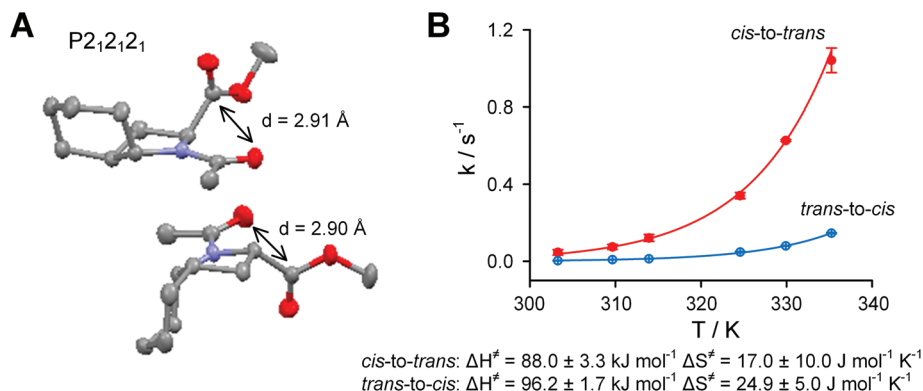 A
P2₁2₁2₁
d = 2.91 Å
d = 2.90 Å
B
cis-to-trans
trans-to-cis
k / s⁻¹
1.2
0.8
0.4
0.0
300 310 320 330 340
T / K
cis-to-trans: ΔH≠ = 88.0 ± 3.3 kJ mol⁻¹ ΔS≠ = 17.0 ± 10.0 J mol⁻¹ K⁻¹
trans-to-cis: ΔH≠ = 96.2 ± 1.7 kJ mol⁻¹ ΔS≠ = 24.9 ± 5.0 J mol⁻¹ K⁻¹